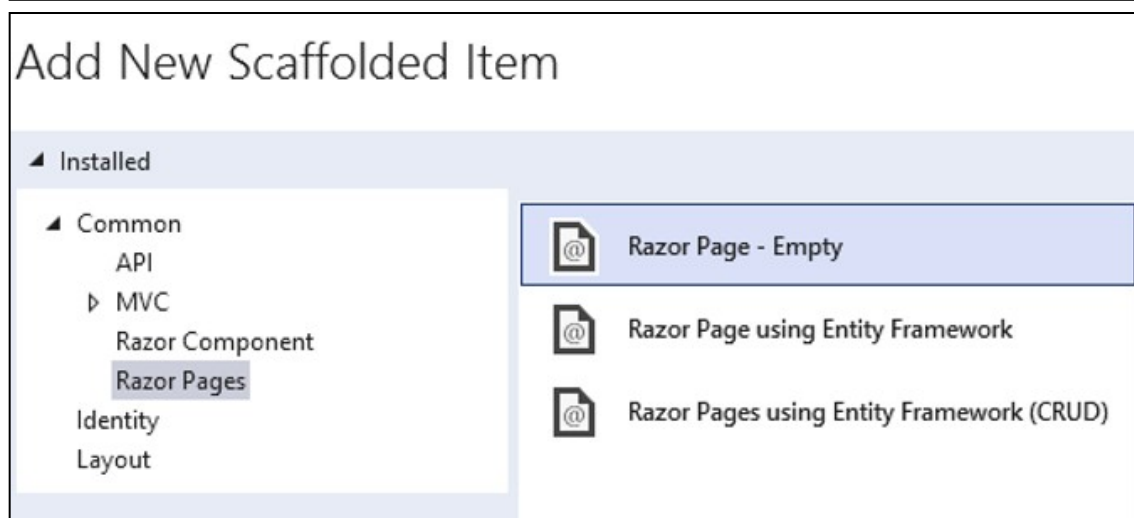 Add New Scaffolded Item
Installed
Common
API
MVC
Razor Component
Razor Pages
Identity
Layout
@ Razor Page - Empty
@ Razor Page using Entity Framework
@ Razor Pages using Entity Framework (CRUD)